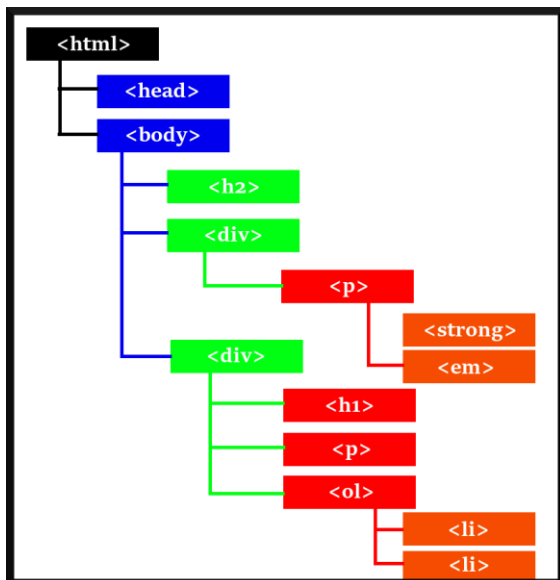 <html>
<head>
<body>
<h2>
<div>
<p>
<strong>
<em>
<div>
<h1>
<p>
<ol>
<li>
<li>